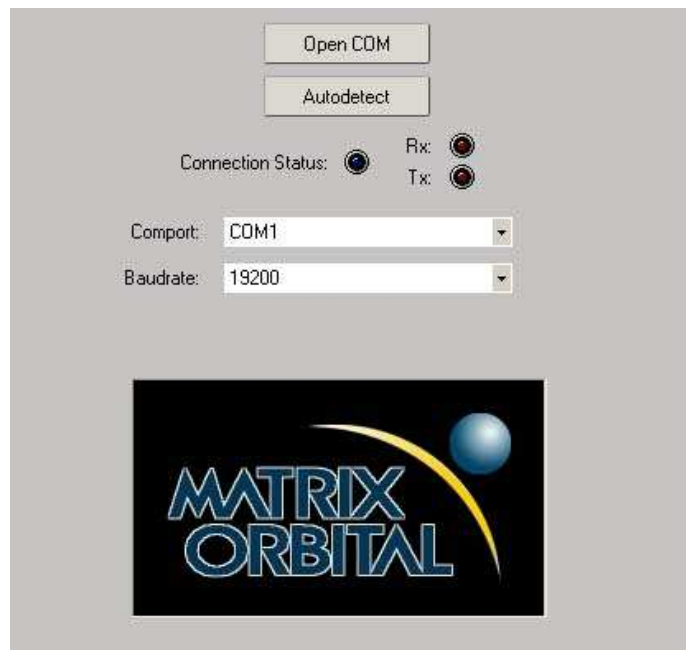 Open COM
Autodetect
Connection Status:
Rx:
Tx:
Comport: COM1
Baudrate: 19200
MATRIX
ORBITAL